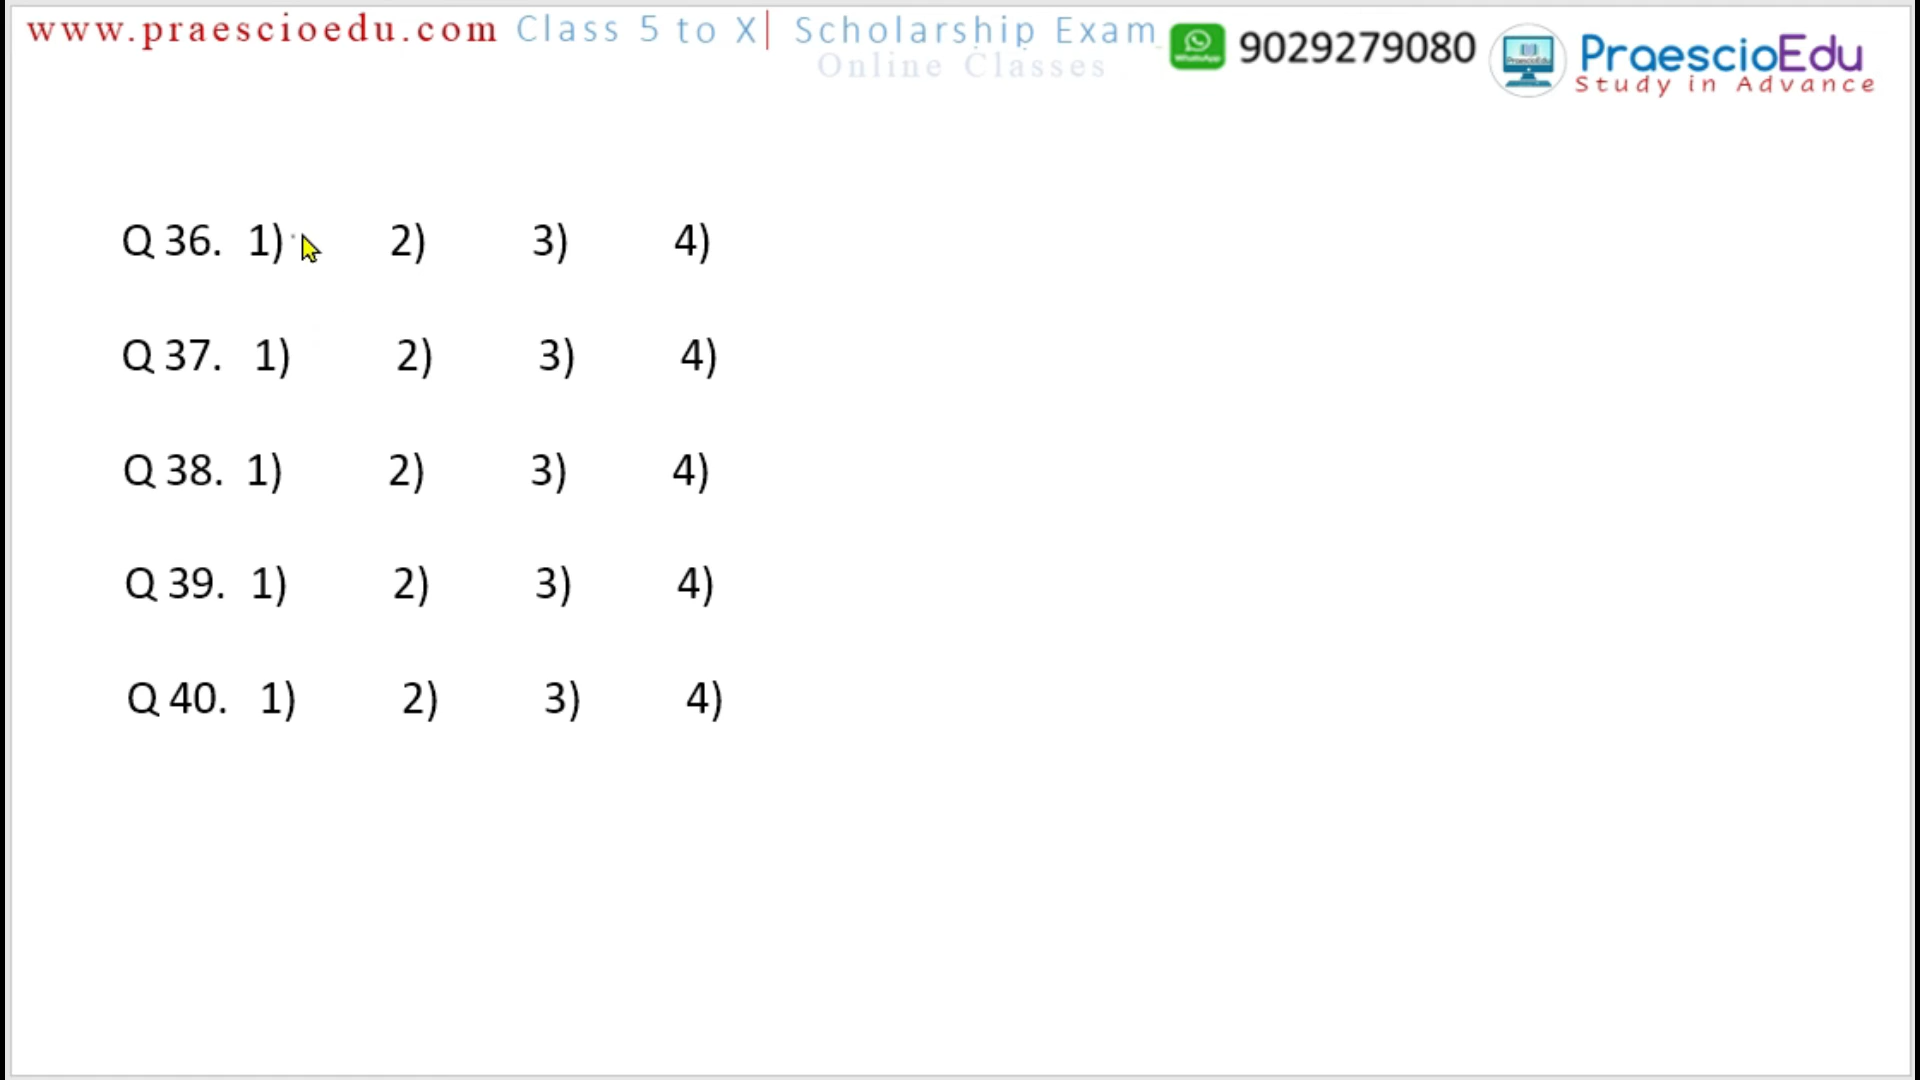 www.praescioedu.com Class 5 to X| Scholarship Exam
Online Classes
WhatsApp 9029279080
PraescioEdu
Study in Advance
Q 36. 1) 2) 3) 4)
Q 37. 1) 2) 3) 4)
Q 38. 1) 2) 3) 4)
Q 39. 1) 2) 3) 4)
Q 40. 1) 2) 3) 4)